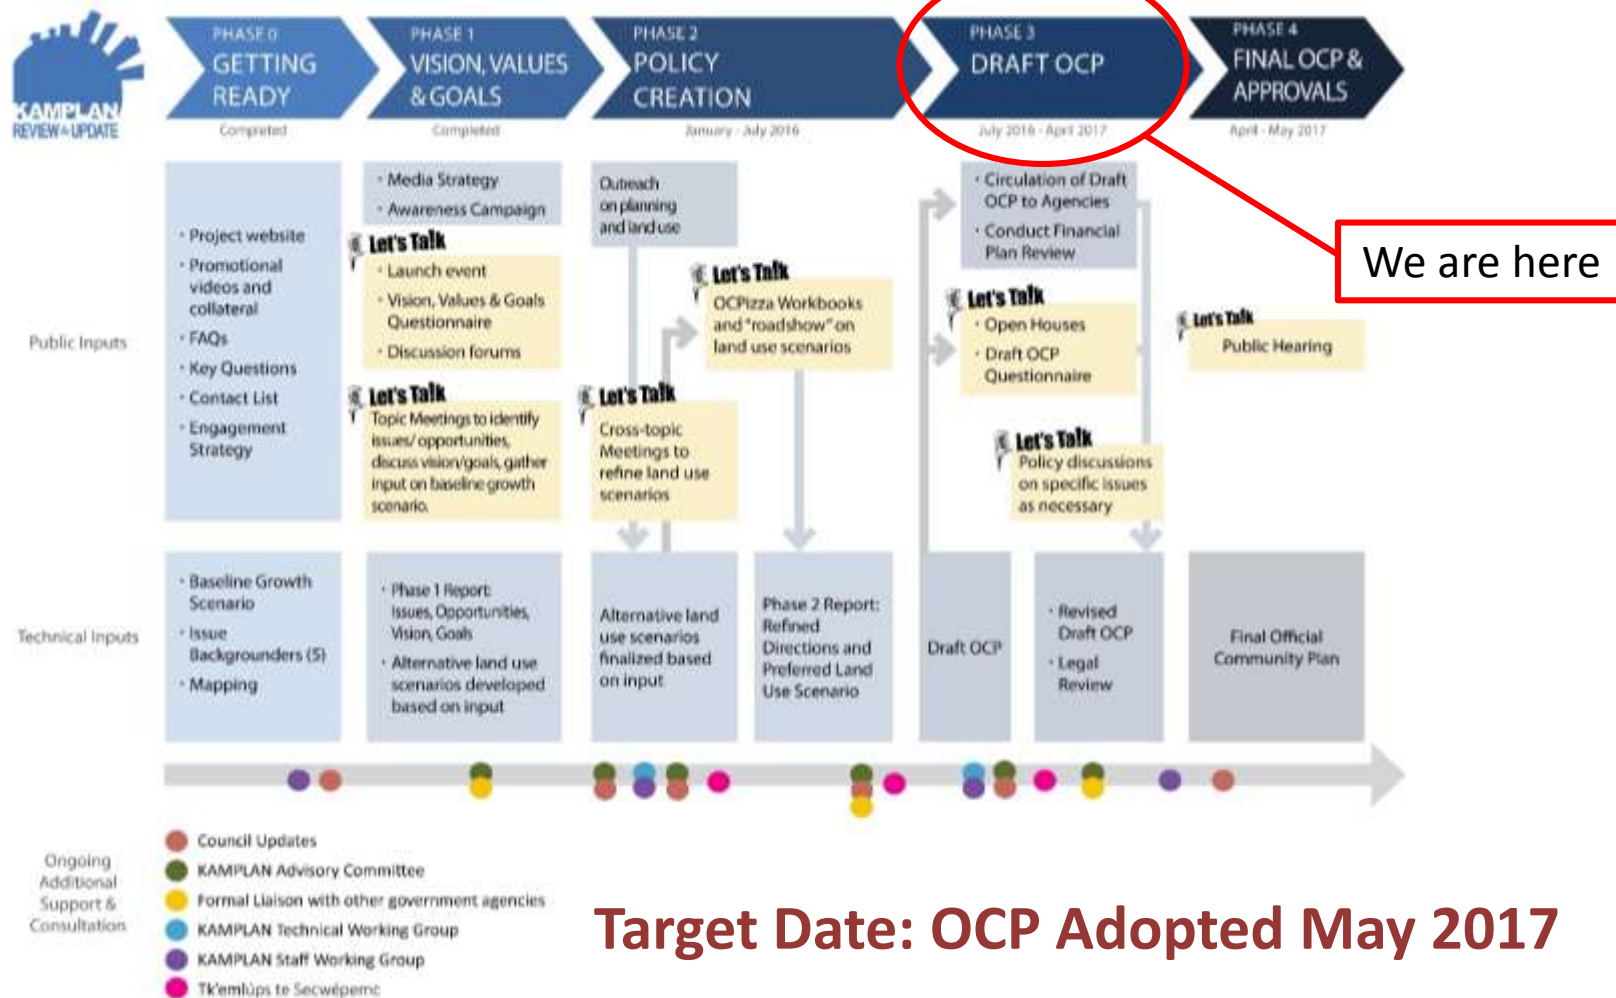 KAMPLAN
REVIEW & UPDATE
PHASE 0
GETTING
READY
Completed
PHASE 1
VISION, VALUES
& GOALS
Completed
PHASE 2
POLICY
CREATION
January - July 2016
PHASE 3
DRAFT OCP
July 2016 - April 2017
PHASE 4
FINAL OCP &
APPROVALS
April - May 2017
We are here
Public Inputs
• Project website
• Promotional
videos and
collateral
• FAQs
• Key Questions
• Contact List
• Engagement
Strategy
• Media Strategy
• Awareness Campaign
Let's Talk
• Launch event
• Vision, Values & Goals
Questionnaire
• Discussion forums
Let's Talk
Topic Meetings to identify
issues/ opportunities,
discuss vision/goals, gather
input on baseline growth
scenario.
Outreach
on planning
and land use
Let's Talk
Cross-topic
Meetings to
refine land use
scenarios
Let's Talk
OCPizza Workbooks
and "roadshow" on
land use scenarios
• Circulation of Draft
OCP to Agencies
• Conduct Financial
Plan Review
Let's Talk
• Open Houses
• Draft OCP
Questionnaire
Let's Talk
Policy discussions
on specific issues
as necessary
Let's Talk
Public Hearing
Technical Inputs
• Baseline Growth
Scenario
• Issue
Backgrounders (5)
• Mapping
• Phase 1 Report:
Issues, Opportunities,
Vision, Goals
• Alternative land use
scenarios developed
based on input
Alternative land
use scenarios
finalized based
on input
Phase 2 Report:
Refined
Directions and
Preferred Land
Use Scenario
Draft OCP
• Revised
Draft OCP
• Legal
Review
Final Official
Community Plan
Ongoing
Additional
Support &
Consultation
Council Updates
KAMPLAN Advisory Committee
Formal Liaison with other government agencies
KAMPLAN Technical Working Group
KAMPLAN Staff Working Group
Tk'emlúps te Secwépemc
Target Date: OCP Adopted May 2017